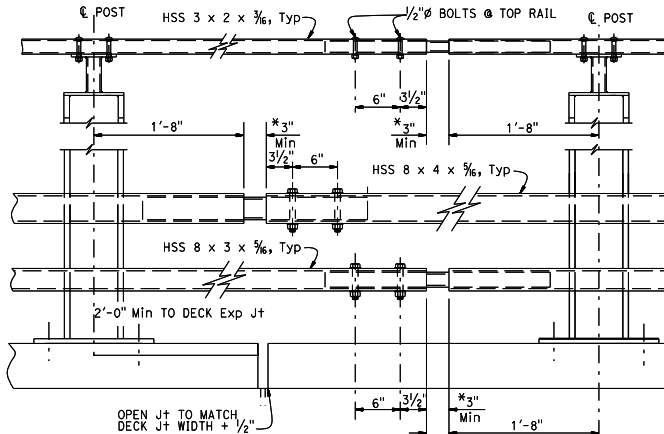 ℄ POST
HSS 3 x 2 x 3⁄16, Typ
1/2"Ø BOLTS @ TOP RAIL
℄ POST
6"
3 1/2"
1'-8"
*3"
Min
*3"
Min
1'-8"
3 1/2"
6"
HSS 8 x 4 x 5⁄16, Typ
HSS 8 x 3 x 5⁄16, Typ
2'-0" Min TO DECK Exp Jt
OPEN Jt TO MATCH
DECK Jt WIDTH + 1/2"
6"
3 1/2"
*3"
Min
1'-8"